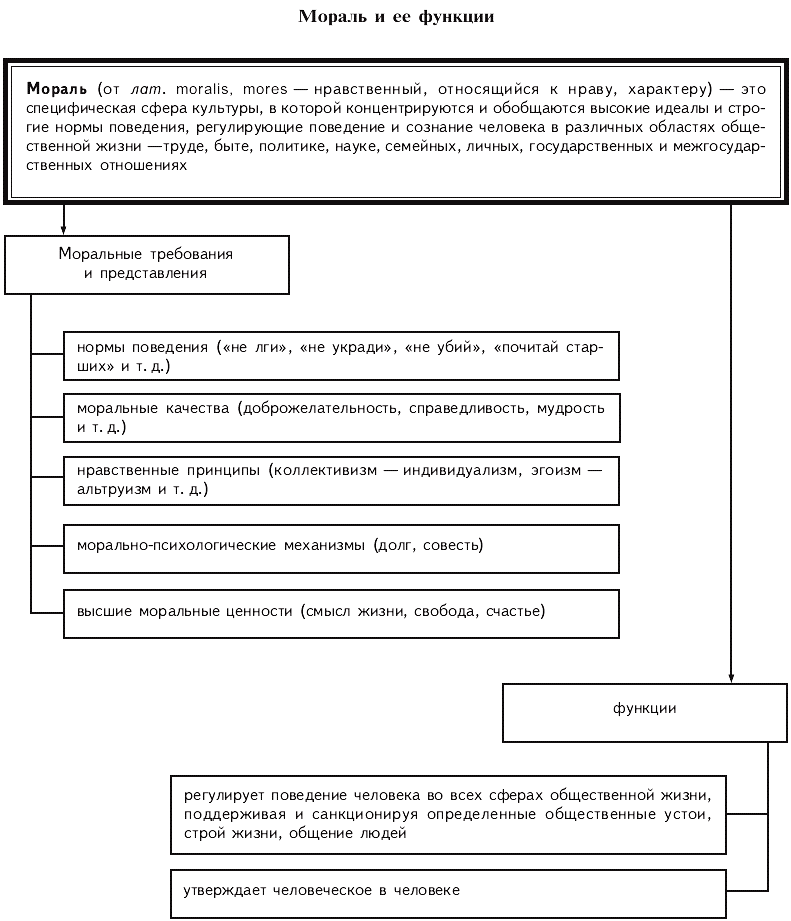 Мораль и ее функции
Мораль (от лат. moralis, mores — нравственный, относящийся к нраву, характеру) — это
специфическая сфера культуры, в которой концентрируются и обобщаются высокие идеалы и стро-
гие нормы поведения, регулирующие поведение и сознание человека в различных областях обще-
ственной жизни —труде, быте, политике, науке, семейных, личных, государственных и межгосудар-
ственных отношениях
Моральные требования
и представления
нормы поведения («не лги», «не укради», «не убий», «почитай стар-
ших» и т. д.)
моральные качества (доброжелательность, справедливость, мудрость
и т. д.)
нравственные принципы (коллективизм — индивидуализм, эгоизм —
альтруизм и т. д.)
морально-психологические механизмы (долг, совесть)
высшие моральные ценности (смысл жизни, свобода, счастье)
функции
регулирует поведение человека во всех сферах общественной жизни,
поддерживая и санкционируя определенные общественные устои,
строй жизни, общение людей
утверждает человеческое в человеке